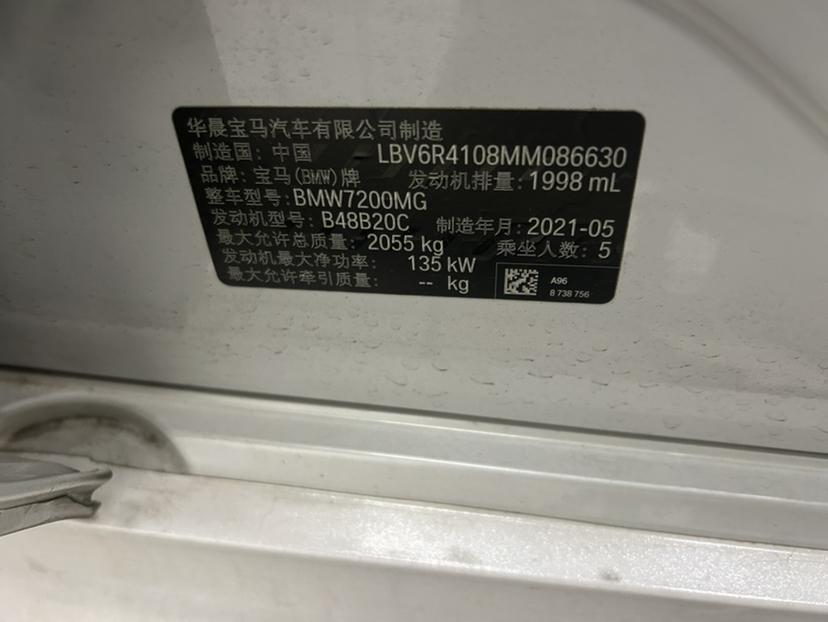 华晨宝马汽车有限公司制造
制造国：中国 LBV6R4108MM086630
品牌：宝马(BMW)牌 发动机排量：1998 mL
整车型号：BMW7200MG
发动机型号：B48B20C 制造年月：2021-05
最大允许总质量：2055 kg 乘坐人数：5
发动机最大净功率：135 kW
最大允许牵引质量：-- kg
A96
8 738 756